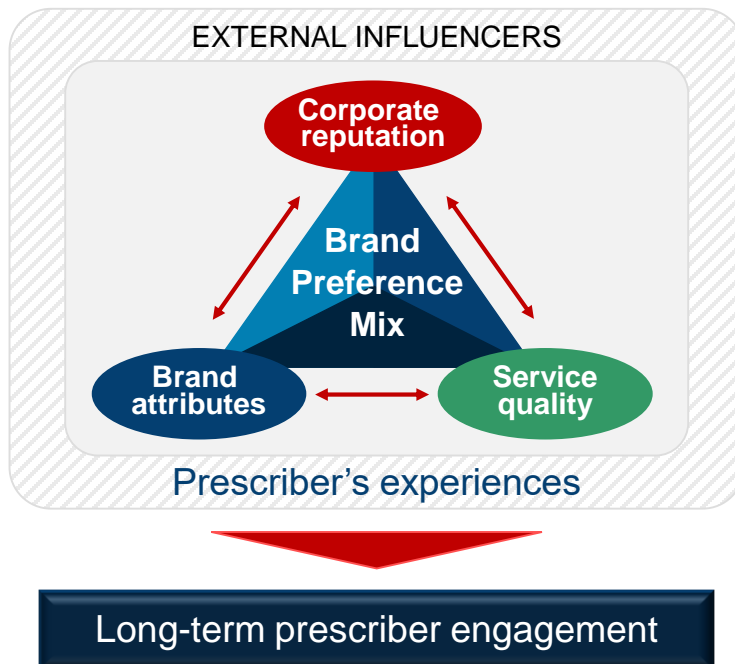 EXTERNAL INFLUENCERS
Corporate
reputation
Brand
Preference
Mix
Brand
attributes
Service
quality
Prescriber's experiences
Long-term prescriber engagement